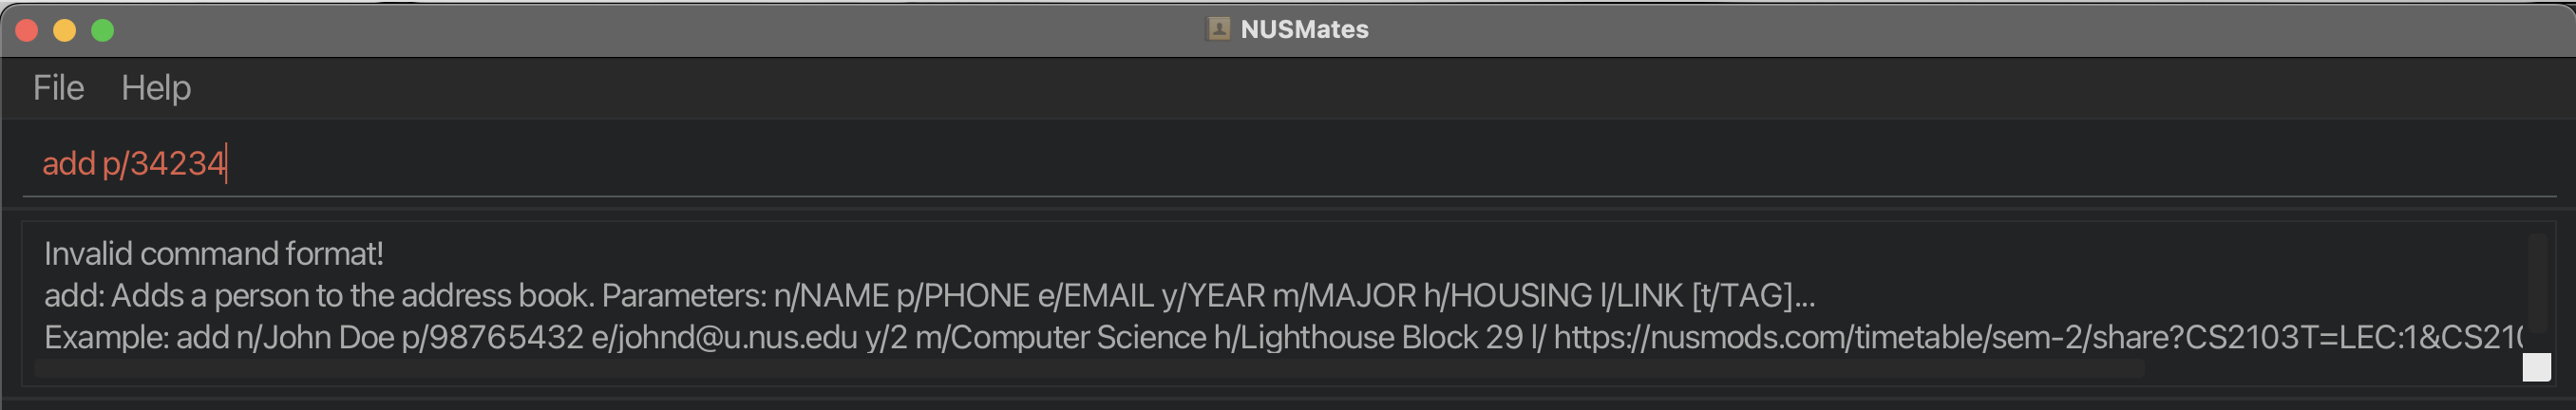 NUSMates
File Help
add p/34234
Invalid command format!
add: Adds a person to the address book. Parameters: n/NAME p/PHONE e/EMAIL y/YEAR m/MAJOR h/HOUSING l/LINK [t/TAG]...
Example: add n/John Doe p/98765432 e/johnd@u.nus.edu y/2 m/Computer Science h/Lighthouse Block 29 l/ https://nusmods.com/timetable/sem-2/share?CS2103T=LEC:1&CS210